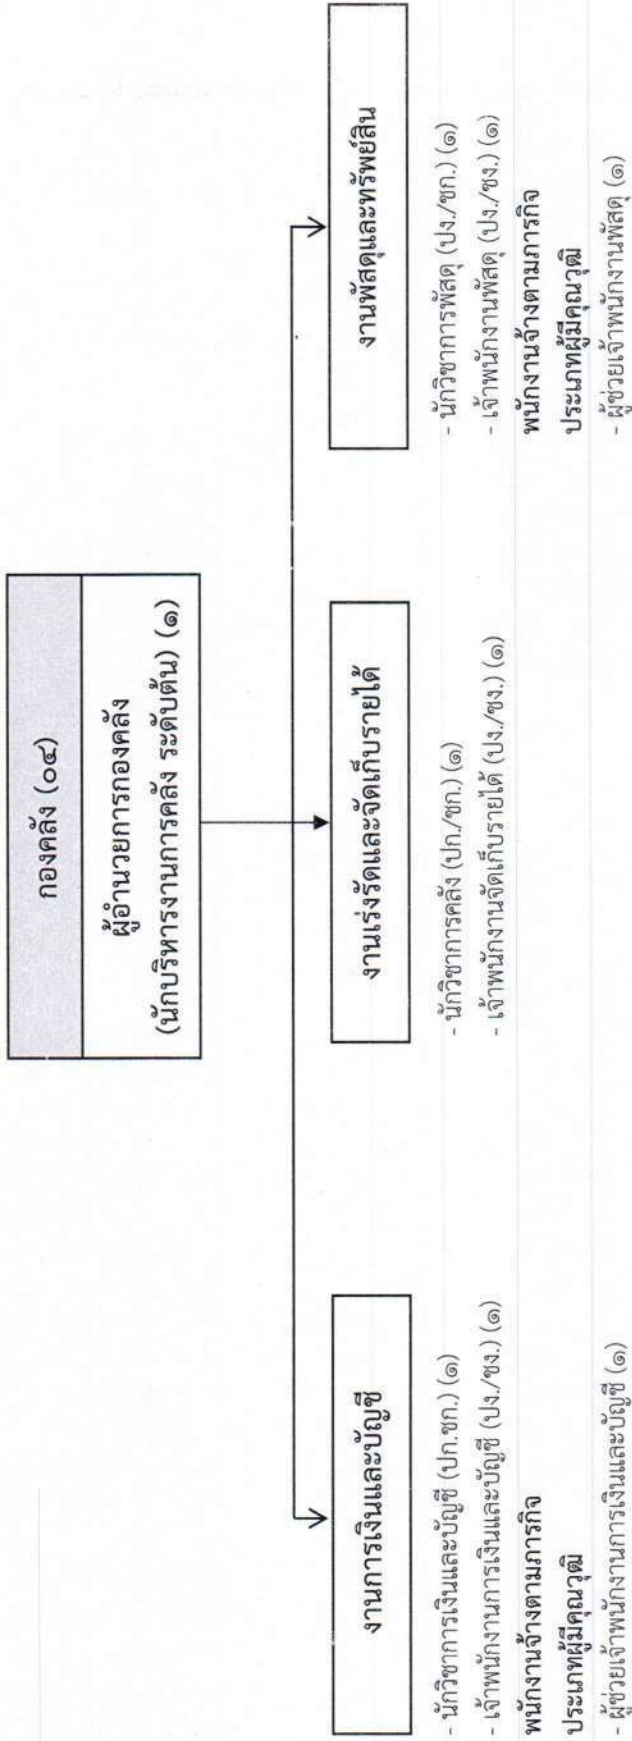 กองคลัง (๐๔)
ผู้อำนวยการกองคลัง
(นักบริหารงานการคลัง ระดับต้น) (๑)
งานการเงินและบัญชี
- นักวิชาการเงินและบัญชี (ปก.ชก.) (๑)
- เจ้าพนักงานการเงินและบัญชี (ปง./ชง.) (๑)
พนักงานจ้างตามภารกิจ
ประเภทผู้มีคุณวุฒิ
- ผู้ช่วยเจ้าพนักงานการเงินและบัญชี (๑)
งานเร่งรัดและจัดเก็บรายได้
- นักวิชาการคลัง (ปก./ชก.) (๑)
- เจ้าพนักงานจัดเก็บรายได้ (ปง./ชง.) (๑)
งานพัสดุและทรัพย์สิน
- นักวิชาการพัสดุ (ปง./ชก.) (๑)
- เจ้าพนักงานพัสดุ (ปง./ชง.) (๑)
พนักงานจ้างตามภารกิจ
ประเภทผู้มีคุณวุฒิ
- ผู้ช่วยเจ้าพนักงานพัสดุ (๑)